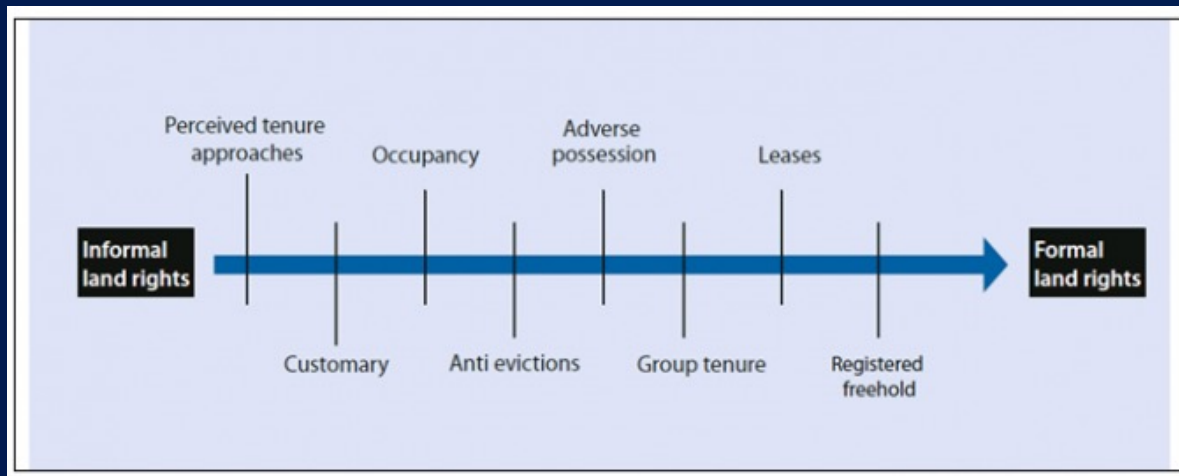 Perceived tenure
approaches
Occupancy
Adverse
possession
Leases
Informal
land rights
Formal
land rights
Customary
Anti evictions
Group tenure
Registered
freehold